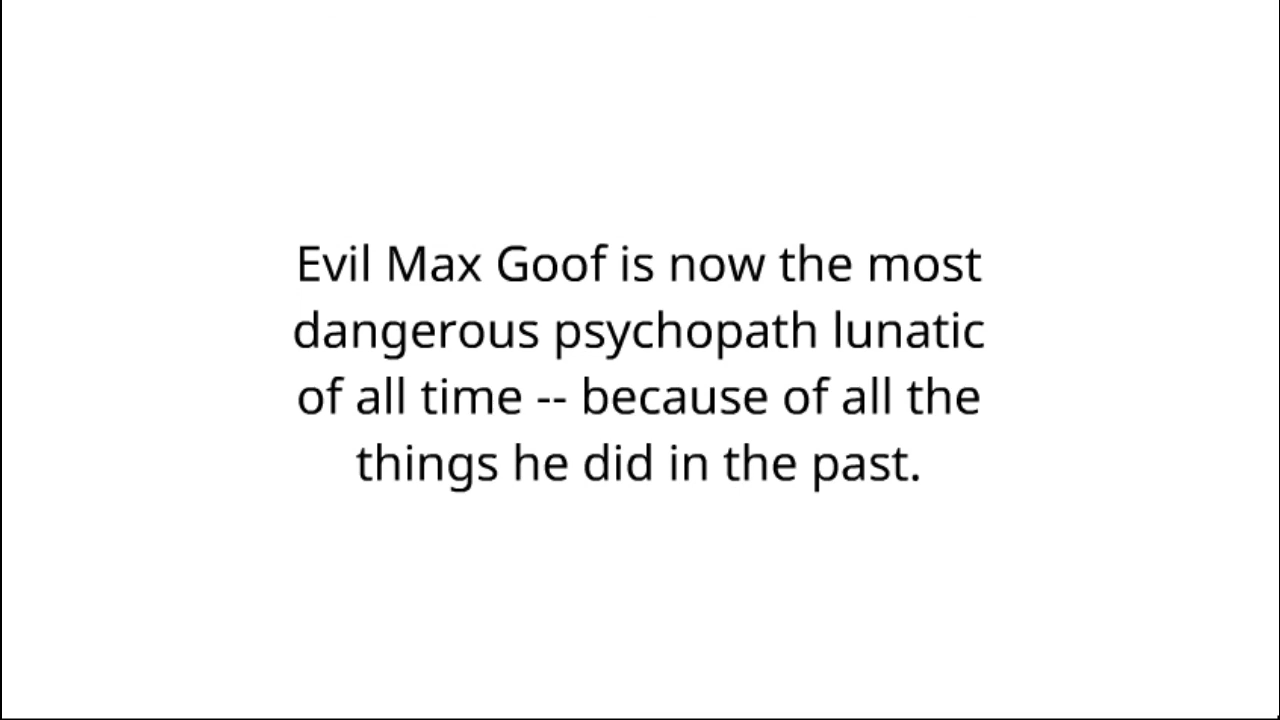 Evil Max Goof is now the most
dangerous psychopath lunatic
of all time -- because of all the
things he did in the past.